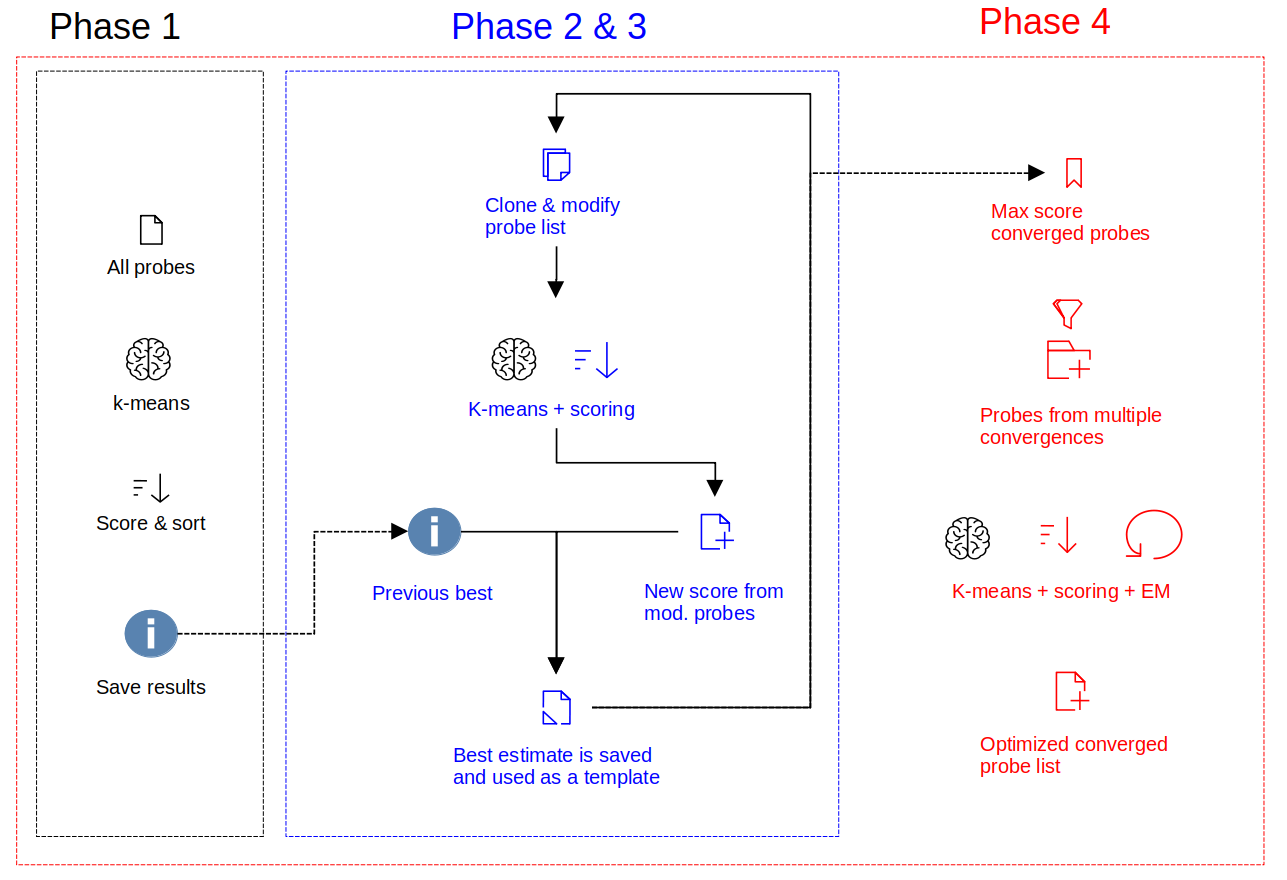 Phase 1
Phase 2 & 3
Phase 4
All probes
k-means
Score & sort
Save results
Clone & modify
probe list
K-means + scoring
Previous best
New score from
mod. probes
Best estimate is saved
and used as a template
Max score
converged probes
Probes from multiple
convergences
K-means + scoring + EM
Optimized converged
probe list